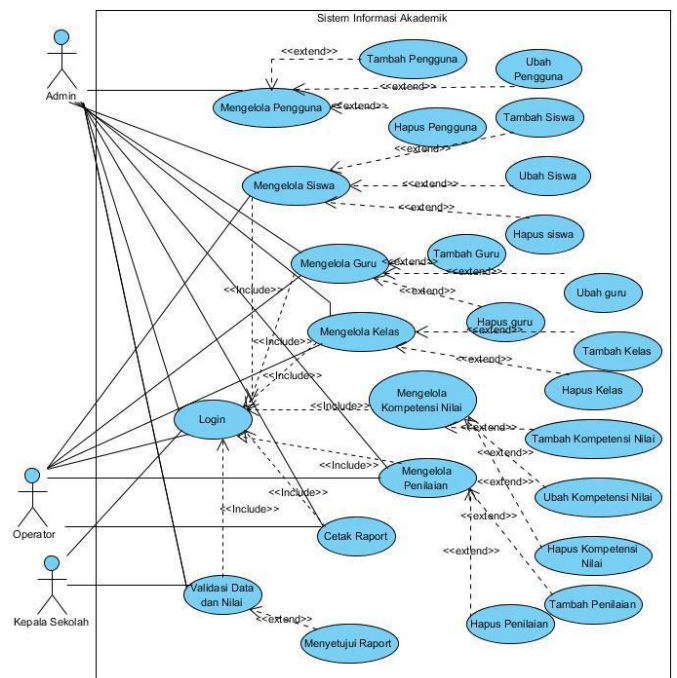 Sistem Informasi Akademik
Admin
<<extend>>
Tambah Pengguna
Ubah
Pengguna
<<extend>>
Mengelola Pengguna
<<extend>>
Hapus Pengguna
Tambah Siswa
<<extend>>
Mengelola Siswa
Ubah Siswa
<<extend>>
<<extend>>
Hapus siswa
Mengelola Guru
<<extend>>
Tambah Guru
<<extend>>
Ubah guru
<<Include>>
<<extend>>
Hapus guru
Mengelola Kelas
<<extend>>
Tambah Kelas
<<Include>>
<<extend>>
Hapus Kelas
<<Include>>
Mengelola
Kompetensi Nilai
<<Include>>
Login
<<extend>>
Tambah Kompetensi Nilai
<<Include>>
Mengelola
Penilaian
<<extend>>
Ubah Kompetensi Nilai
<<Include>>
<<Include>>
<<extend>>
<<extend>>
Operator
Cetak Raport
<<extend>>
Hapus Kompetensi
Nilai
Validasi Data
dan Nilai
Kepala Sekolah
<<extend>>
Menyetujui Raport
Hapus Penilaian
Tambah Penilaian